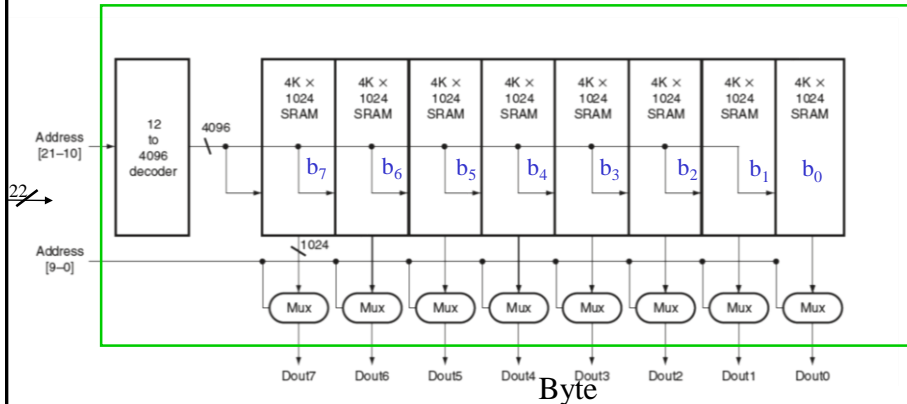 4K × 4K × 4K × 4K × 4K × 4K × 4K × 4K ×
1024 1024 1024 1024 1024 1024 1024 1024
SRAM SRAM SRAM SRAM SRAM SRAM SRAM SRAM
12
to
4096
decoder
4096
Address
[21–10]
b7 b6 b5 b4 b3 b2 b1 b0
22
1024
Address
[9–0]
Mux Mux Mux Mux Mux Mux Mux Mux
Dout7 Dout6 Dout5 Dout4 Dout3 Dout2 Dout1 Dout0
Byte